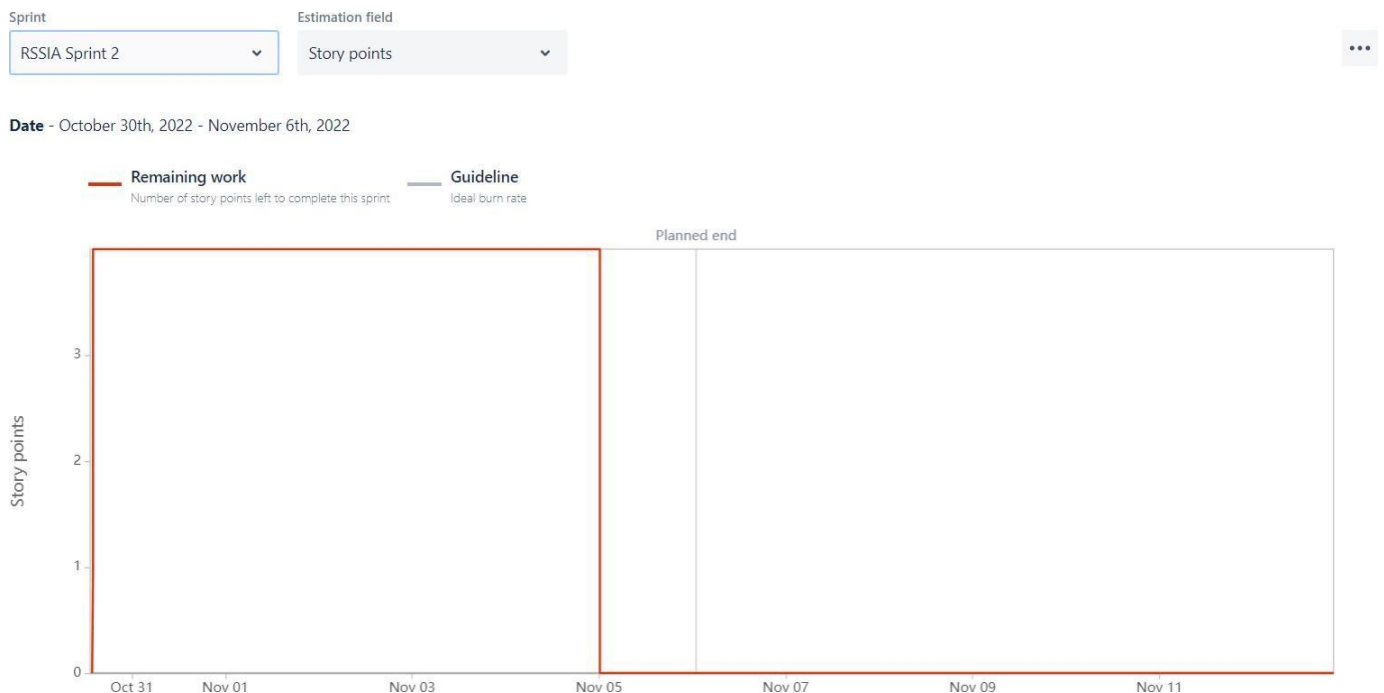 Sprint Estimation field
RSSIA Sprint 2 Story points
Date - October 30th, 2022 - November 6th, 2022
Remaining work Guideline
Number of story points left to complete this sprint Ideal burn rate
Planned end
3
2
1
0
Story points
Oct 31 Nov 01 Nov 03 Nov 05 Nov 07 Nov 09 Nov 11